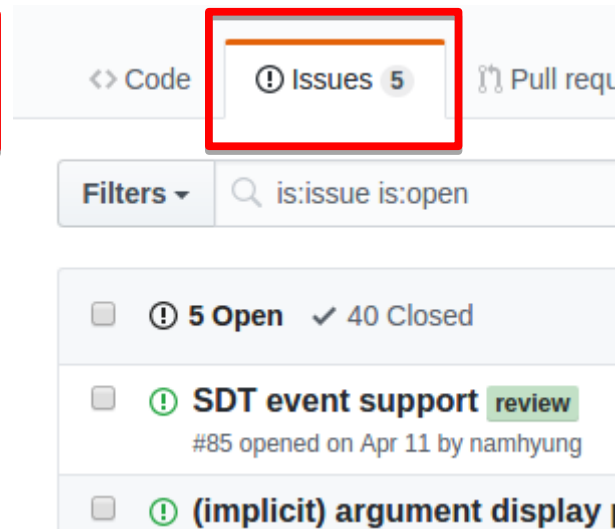 Code Issues 5 Pull requ
Filters is:issue is:open
5 Open 40 Closed
SDT event support review
#85 opened on Apr 11 by namhyung
(implicit) argument display